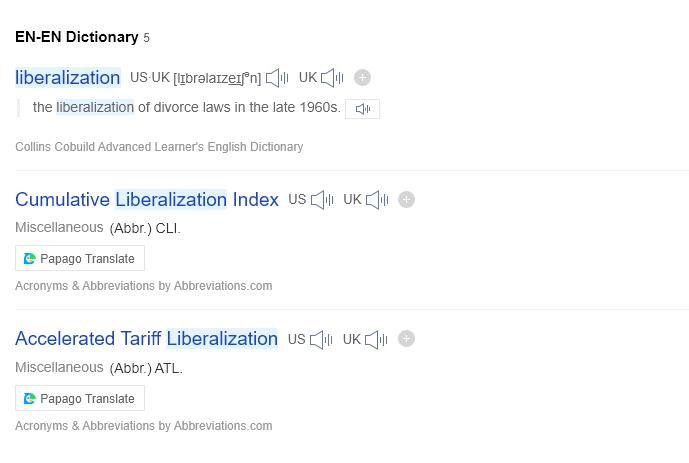 EN-EN Dictionary 5
liberalization US·UK [lɪbrəlaɪzeɪʃᵊn] UK
the liberalization of divorce laws in the late 1960s.
Collins Cobuild Advanced Learner's English Dictionary
Cumulative Liberalization Index US UK
Miscellaneous (Abbr.) CLI.
Papago Translate
Acronyms & Abbreviations by Abbreviations.com
Accelerated Tariff Liberalization US UK
Miscellaneous (Abbr.) ATL.
Papago Translate
Acronyms & Abbreviations by Abbreviations.com